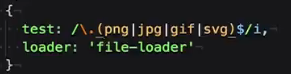 {
test: /\.(png|jpg|gif|svg)$/i,
loader: 'file-loader'
}